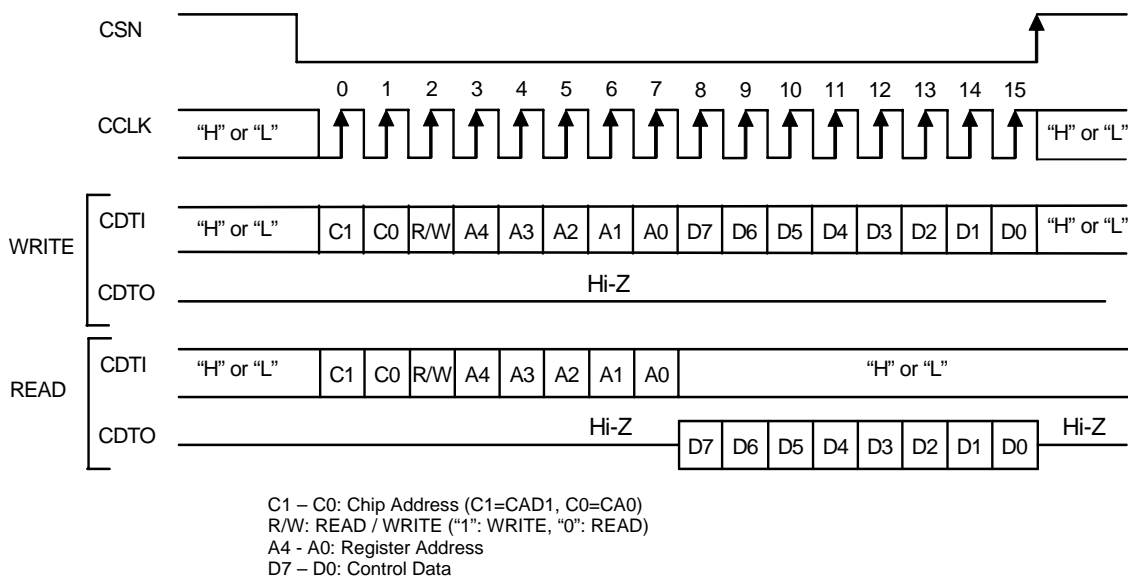 CSN
0 1 2 3 4 5 6 7 8 9 10 11 12 13 14 15
CCLK “H” or “L” “H” or “L”
WRITE
CDTI “H” or “L” C1 C0 R/W A4 A3 A2 A1 A0 D7 D6 D5 D4 D3 D2 D1 D0 “H” or “L”
CDTO Hi-Z
READ
CDTI “H” or “L” C1 C0 R/W A4 A3 A2 A1 A0 “H” or “L”
CDTO Hi-Z D7 D6 D5 D4 D3 D2 D1 D0 Hi-Z
C1 – C0: Chip Address (C1=CAD1, C0=CA0)
R/W: READ / WRITE (“1”: WRITE, “0”: READ)
A4 - A0: Register Address
D7 – D0: Control Data